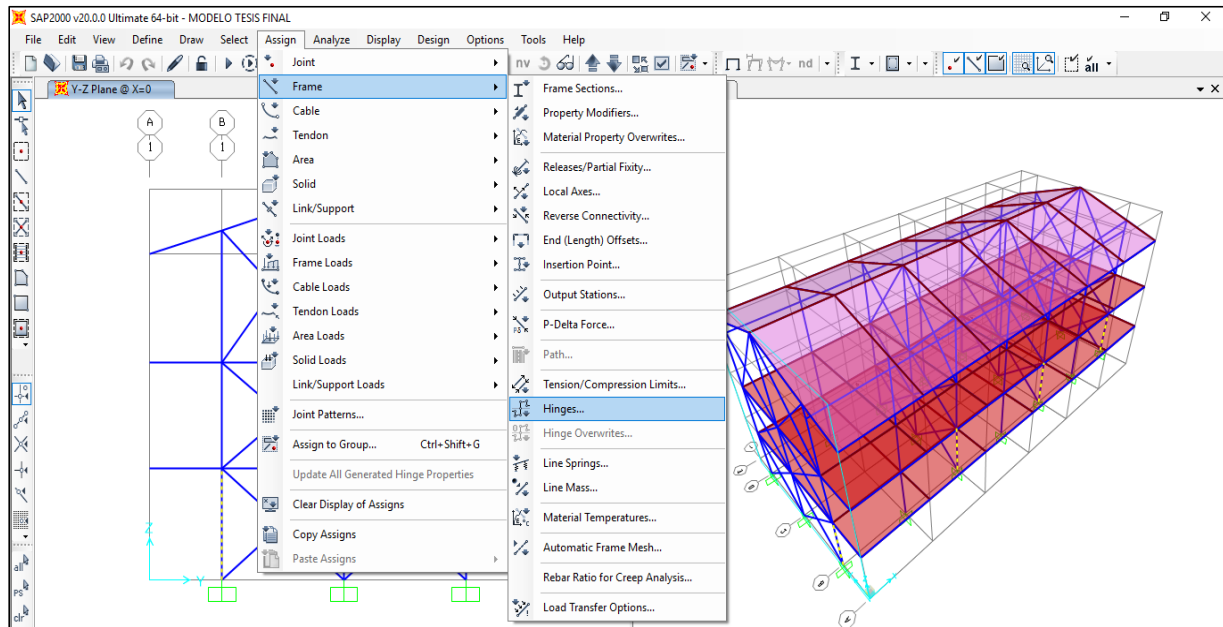 SAP2000 v20.0.0 Ultimate 64-bit - MODELO TESIS FINAL
File Edit View Define Draw Select Assign Analyze Display Design Options Tools Help
nv nd all
Y-Z Plane @ X=0
A B
1 1
Joint
Frame
Cable
Tendon
Area
Solid
Link/Support
Joint Loads
Frame Loads
Cable Loads
Tendon Loads
Area Loads
Solid Loads
Link/Support Loads
Joint Patterns...
Assign to Group... Ctrl+Shift+G
Update All Generated Hinge Properties
Clear Display of Assigns
Copy Assigns
Paste Assigns
Frame Sections...
Property Modifiers...
Material Property Overwrites...
Releases/Partial Fixity...
Local Axes...
Reverse Connectivity...
End (Length) Offsets...
Insertion Point...
Output Stations...
P-Delta Force...
Path...
Tension/Compression Limits...
Hinges...
Hinge Overwrites...
Line Springs...
Line Mass...
Material Temperatures...
Automatic Frame Mesh...
Rebar Ratio for Creep Analysis...
Load Transfer Options...
Z
Y
all
PS
clr